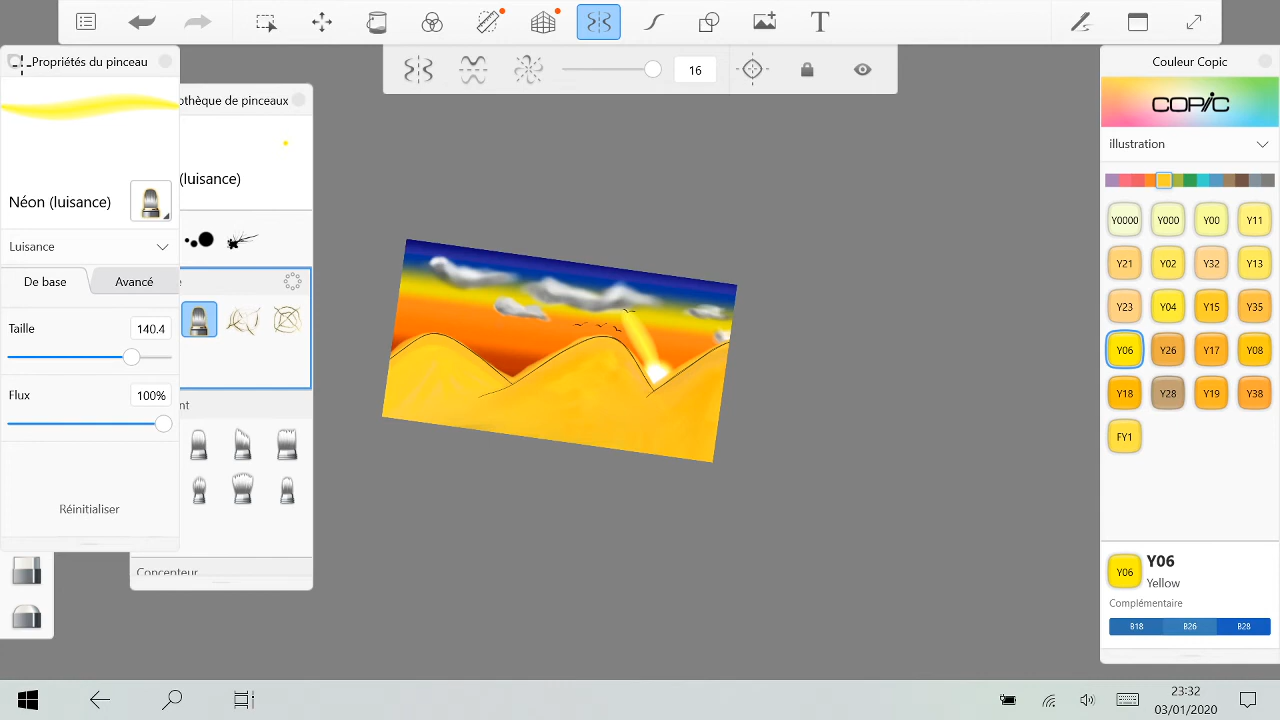 T
Propriétés du pinceau
othèque de pinceaux
16
Couleur Copic
COPIC
illustration
Néon (luisance)
(luisance)
Luisance
De base
Avancé
Taille
140.4
Flux
100%
nt
Réinitialiser
Concepteur
Y0000
Y000
Y00
Y11
Y21
Y02
Y32
Y13
Y23
Y04
Y15
Y35
Y06
Y26
Y17
Y08
Y18
Y28
Y19
Y38
FY1
Y06
Y06
Yellow
Complémentaire
B18
B26
B28
23:32
03/01/2020